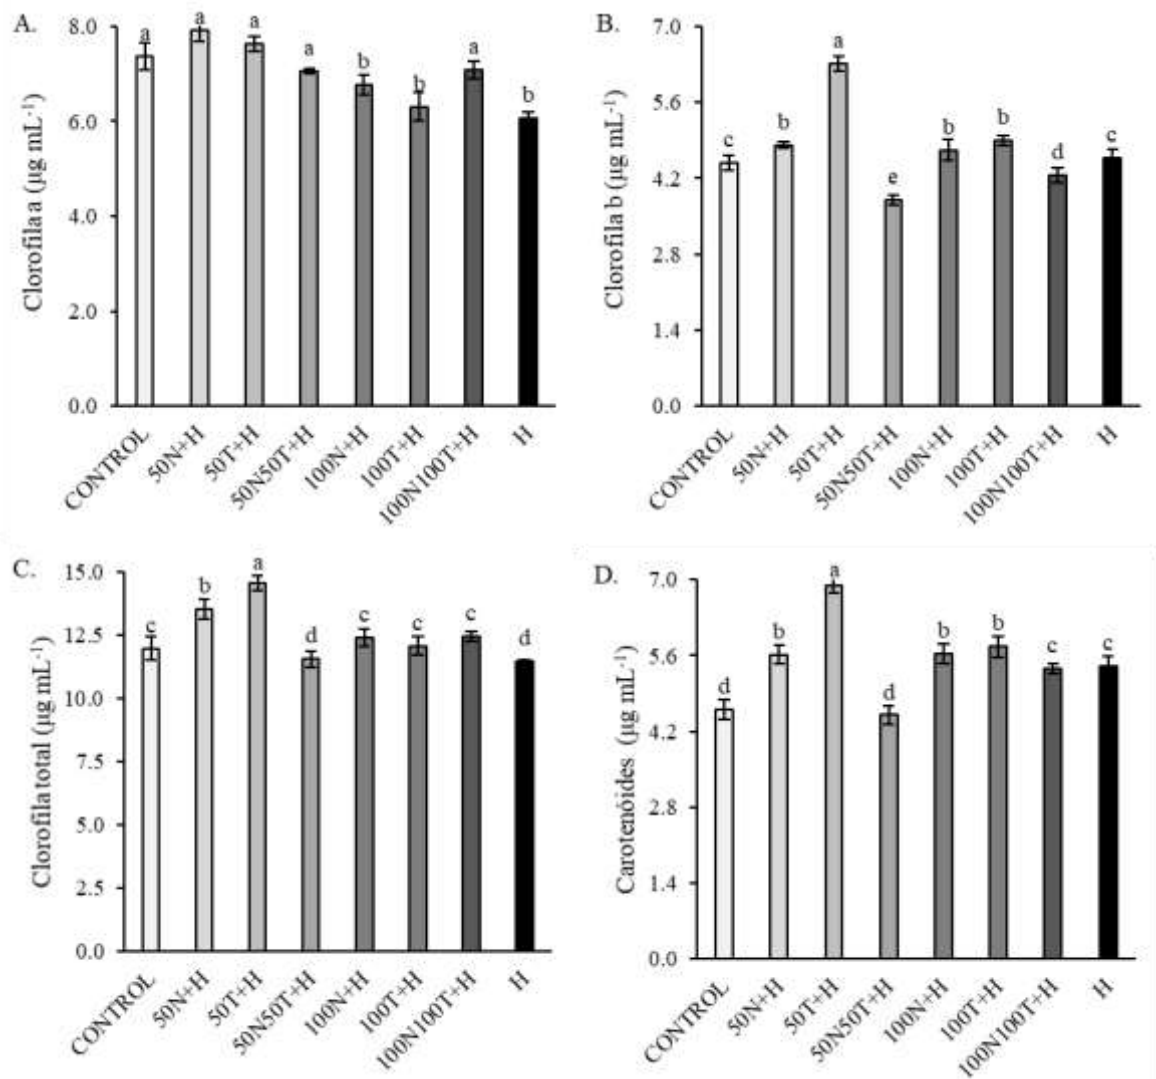 A.
Clorofila a (µg mL-1)
8.0
6.0
4.0
2.0
0.0
a
a
a
a
b
b
a
b
CONTROL
50N+H
50T+H
50N50T+H
100N+H
100T+H
100N100T+H
H
B.
Clorofila b (µg mL-1)
7.0
5.6
4.2
2.8
1.4
0.0
c
b
a
e
b
b
d
c
CONTROL
50N+H
50T+H
50N50T+H
100N+H
100T+H
100N100T+H
H
C.
Clorofila total (µg mL-1)
15.0
12.5
10.0
7.5
5.0
2.5
0.0
c
b
a
d
c
c
c
d
CONTROL
50N+H
50T+H
50N50T+H
100N+H
100T+H
100N100T+H
H
D.
Carotenóides (µg mL-1)
7.0
5.6
4.2
2.8
1.4
0.0
d
b
a
d
b
b
c
c
CONTROL
50N+H
50T+H
50N50T+H
100N+H
100T+H
100N100T+H
H